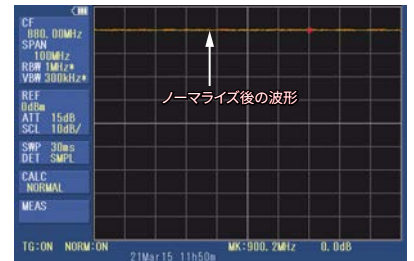 CF
880.00MHz
SPAN
100MHz
RBW 1MHz*
VBW 300kHz*
REF
0dBm
ATT 15dB
SCL 10dB/
SWP 30ms
DET SMPL
CALC
NORMAL
MEAS
ノーマライズ後の波形
TG:ON NORM:ON MK:900.2MHz 0.0dB
21Mar15 11h50m